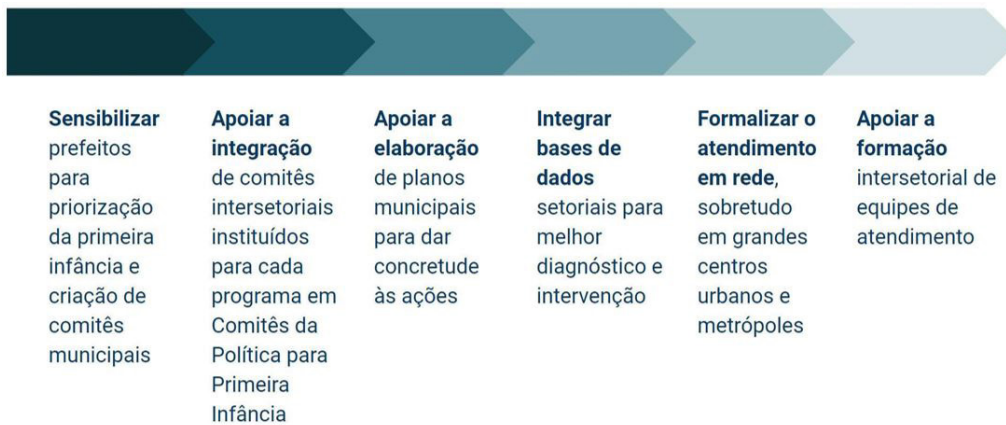 Sensibilizar
prefeitos
para
priorização
da primeira
infância e
criação de
comitês
municipais
Apoiar a
integração
de comitês
intersetoriais
instituídos
para cada
programa em
Comitês da
Política para
Primeira
Infância
Apoiar a
elaboração
de planos
municipais
para dar
concretude
às ações
Integrar
bases de
dados
setoriais para
melhor
diagnóstico e
intervenção
Formalizar o
atendimento
em rede,
sobretudo
em grandes
centros
urbanos e
metrópoles
Apoiar a
formação
intersetorial de
equipes de
atendimento